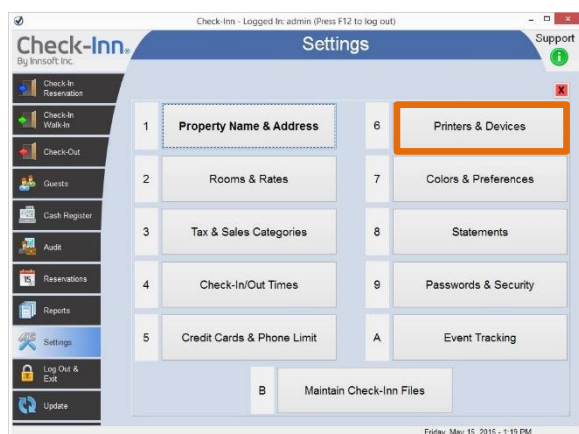 Check-Inn - Logged In: admin (Press F12 to log out)
Check-Inn®
By Innsoft Inc.
Settings
Support
Check-In
Reservation
Check-In
Walk-In
Check-Out
Guests
Cash Register
Audit
15
Reservations
Reports
Settings
Log Out &
Exit
Update
X
1 Property Name & Address
6 Printers & Devices
2 Rooms & Rates
7 Colors & Preferences
3 Tax & Sales Categories
8 Statements
4 Check-In/Out Times
9 Passwords & Security
5 Credit Cards & Phone Limit
A Event Tracking
B Maintain Check-Inn Files
Friday, May 15, 2015 - 1:19 PM